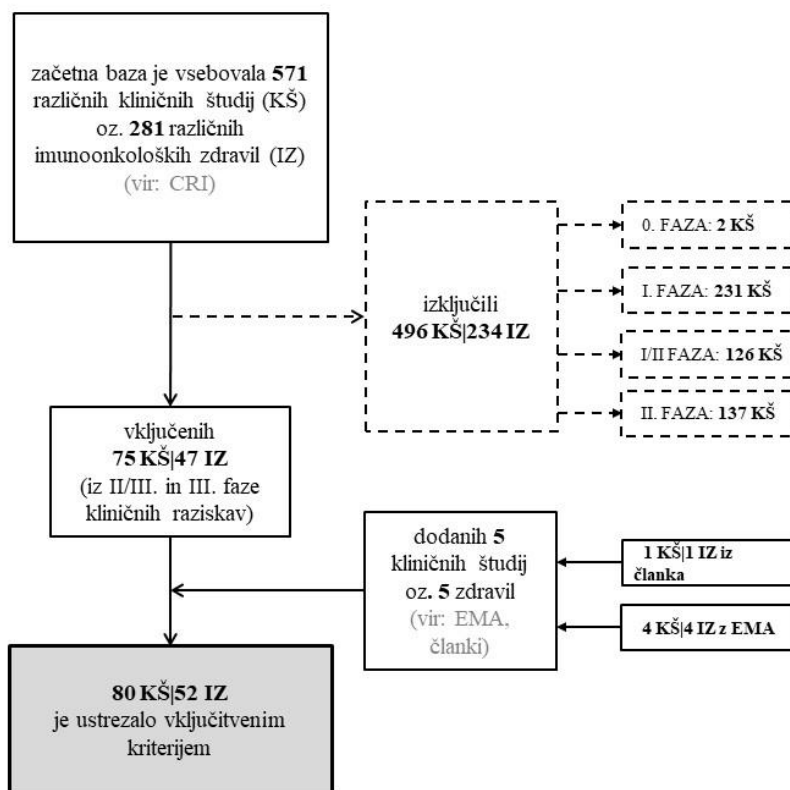 začetna baza je vsebovala 571
različnih kliničnih študij (KŠ)
oz. 281 različnih
imunoonkoloških zdravil (IZ)
(vir: CRI)
izključili
496 KŠ|234 IZ
0. FAZA: 2 KŠ
I. FAZA: 231 KŠ
I/II FAZA: 126 KŠ
II. FAZA: 137 KŠ
vključenih
75 KŠ|47 IZ
(iz II/III. in III. faze
kliničnih raziskav)
dodanih 5
kliničnih študij
oz. 5 zdravil
(vir: EMA,
članki)
1 KŠ|1 IZ iz
članka
4 KŠ|4 IZ z EMA
80 KŠ|52 IZ
je ustrezalo vključitvenim
kriterijem